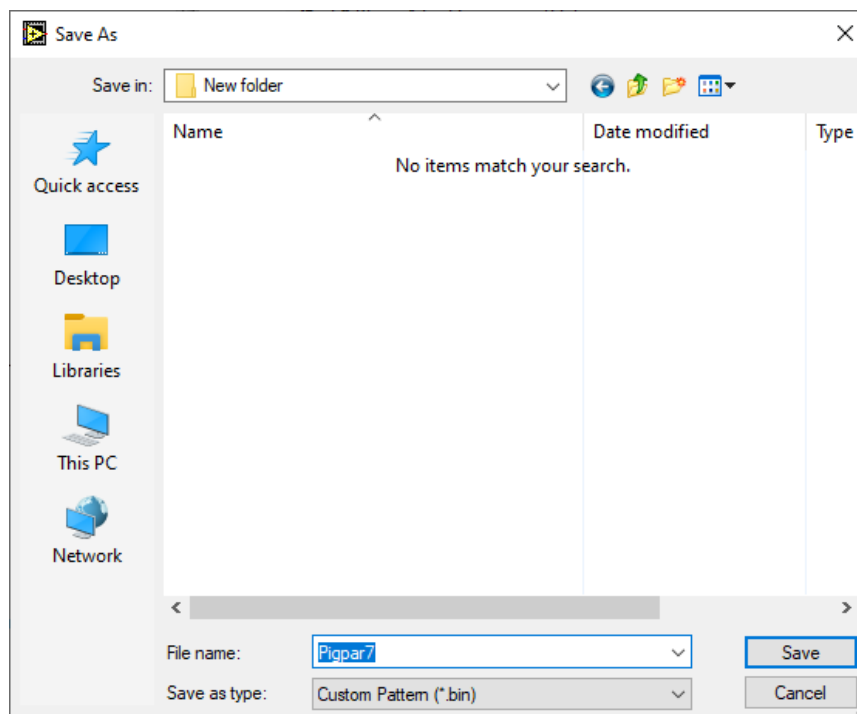 Save As
Save in: New folder
Name Date modified Type
No items match your search.
Quick access
Desktop
Libraries
This PC
Network
File name: Pigpar7 Save
Save as type: Custom Pattern (*.bin) Cancel